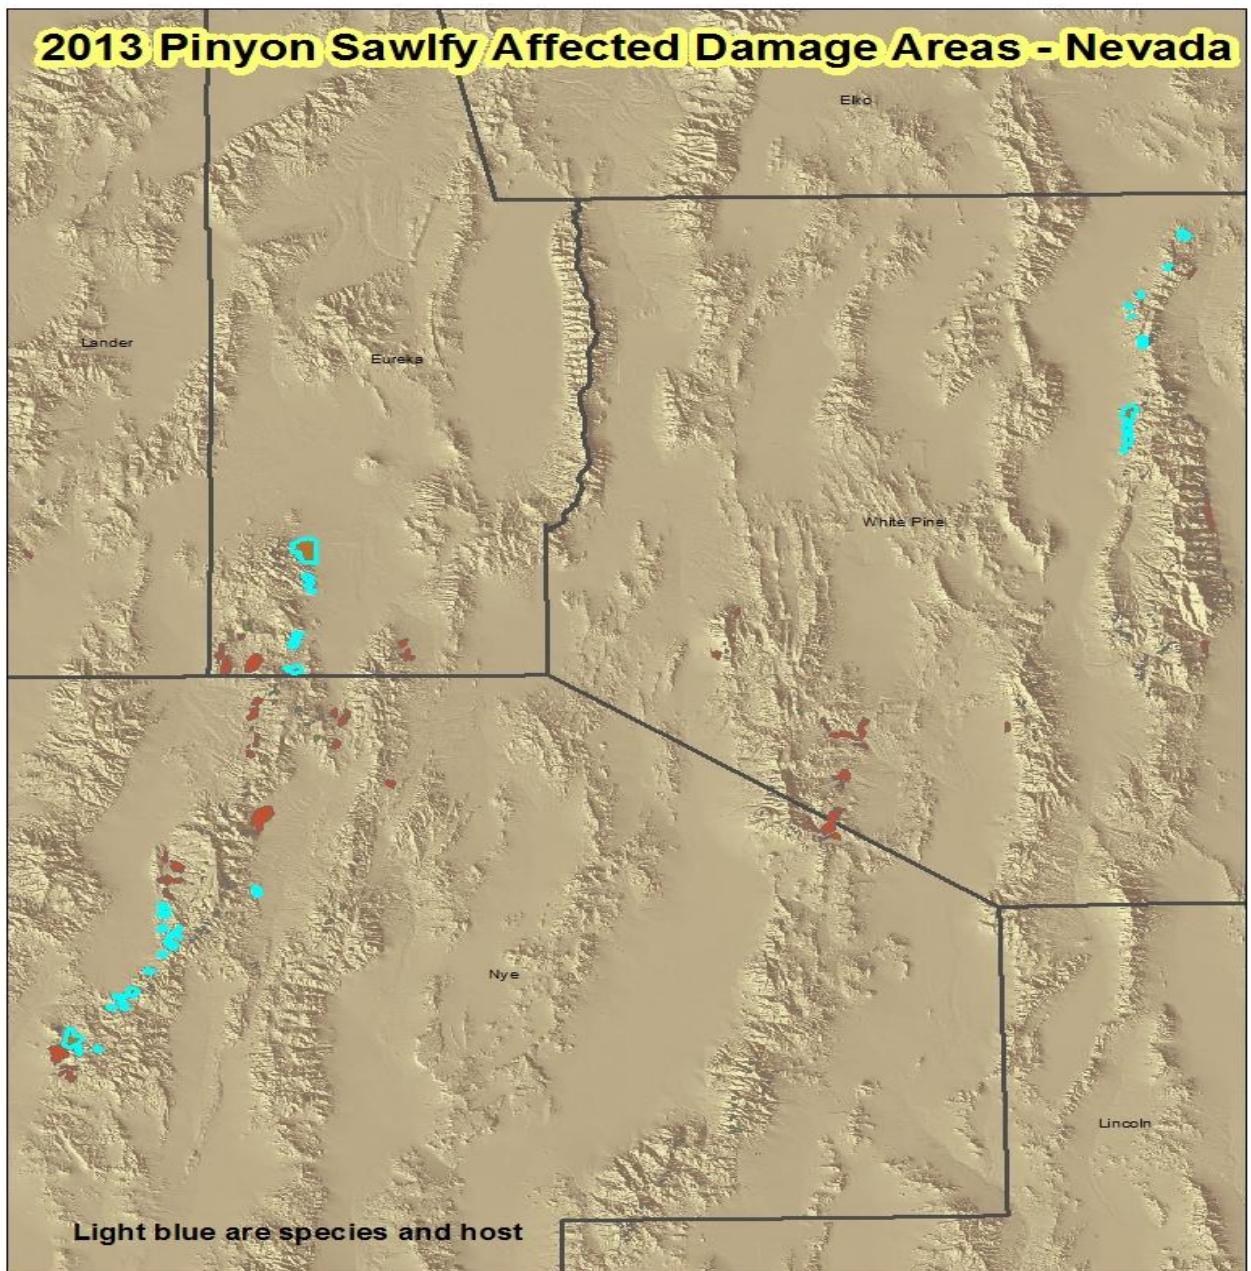 2013 Pinyon Sawlfy Affected Damage Areas - Nevada
Elko
Lander
Eureka
White Pine
Nye
Lincoln
Light blue are species and host